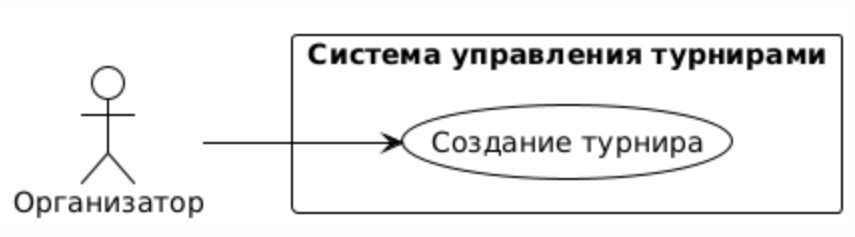 Система управления турнирами
Создание турнира
Организатор